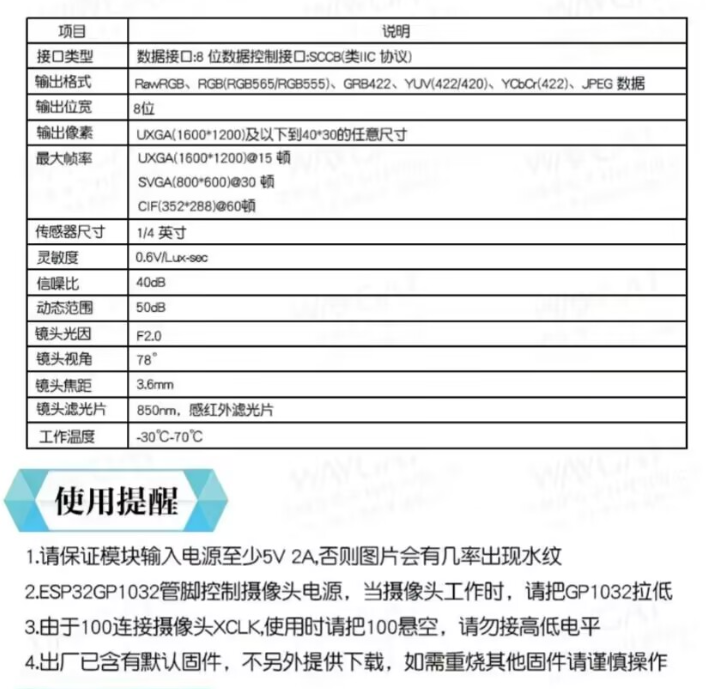 项目 说明
接口类型 数据接口:8 位数据控制接口:SCCB(类IIC 协议)
输出格式 RawRGB、RGB(RGB565/RGB555)、GRB422、YUV(422/420)、YCbCr(422)、JPEG 数据
输出位宽 8位
输出像素 UXGA(1600*1200)及以下到40*30的任意尺寸
最大帧率 UXGA(1600*1200)@15 顿
SVGA(800*600)@30 顿
CIF(352*288)@60顿
传感器尺寸 1/4 英寸
灵敏度 0.6V/Lux-sec
信噪比 40dB
动态范围 50dB
镜头光因 F2.0
镜头视角 78°
镜头焦距 3.6mm
镜头滤光片 850nm，感红外滤光片
工作温度 -30℃-70℃
使用提醒
1.请保证模块输入电源至少5V 2A,否则图片会有几率出现水纹
2.ESP32GP1032管脚控制摄像头电源，当摄像头工作时，请把GP1032拉低
3.由于100连接摄像头XCLK,使用时请把100悬空，请勿接高低电平
4.出厂已含有默认固件，不另外提供下载，如需重烧其他固件请谨慎操作